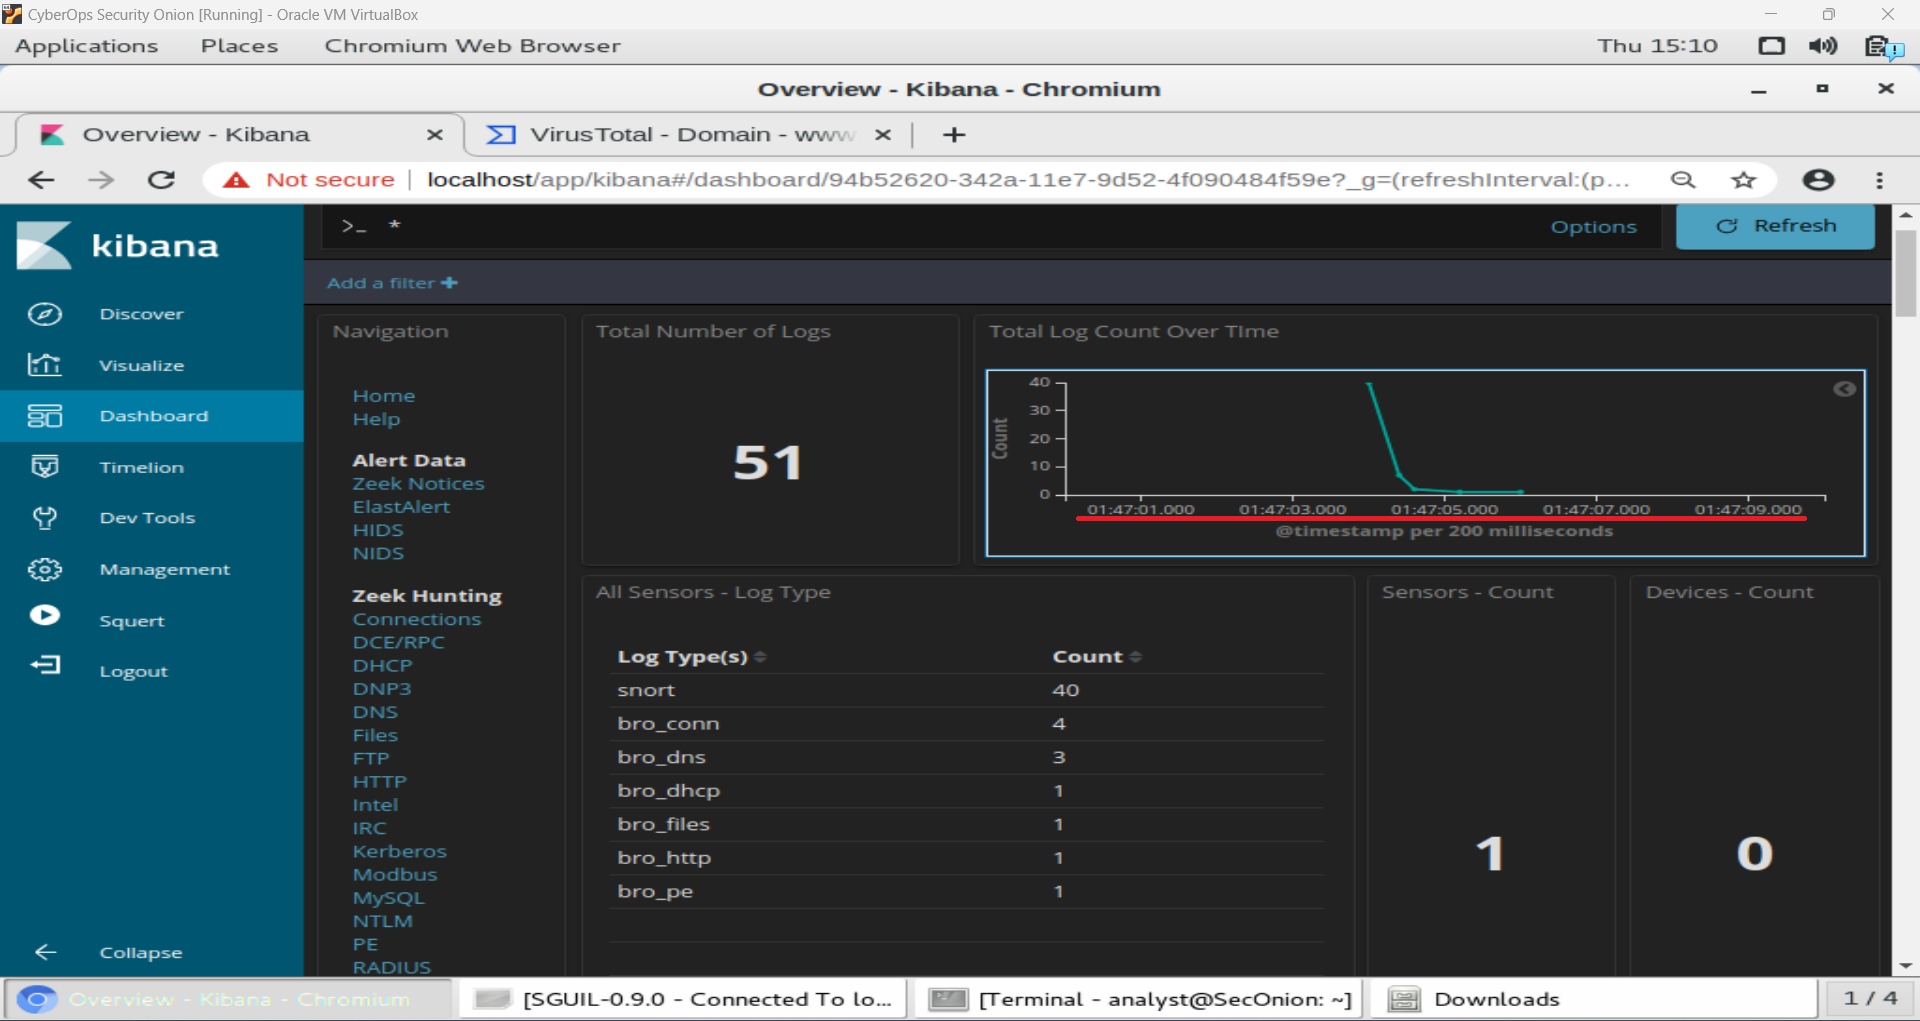 CyberOps Security Onion [Running] - Oracle VM VirtualBox
Applications Places Chromium Web Browser Thu 15:10
Overview - Kibana - Chromium
Overview - Kibana VirusTotal - Domain - www
Not secure localhost/app/kibana#/dashboard/94b52620-342a-11e7-9d52-4f090484f59e?_g=(refreshInterval:(p...
kibana
Discover
Visualize
Dashboard
Timelion
Dev Tools
Management
Squert
Logout
Collapse
>_ * Options Refresh
Add a filter +
Navigation
Home
Help
Alert Data
Zeek Notices
ElastAlert
HIDS
NIDS
Zeek Hunting
Connections
DCE/RPC
DHCP
DNP3
DNS
Files
FTP
HTTP
Intel
IRC
Kerberos
Modbus
MySQL
NTLM
PE
RADIUS
Total Number of Logs
51
Total Log Count Over TIme
Count
40
30
20
10
0
01:47:01.000 01:47:03.000 01:47:05.000 01:47:07.000 01:47:09.000
@timestamp per 200 milliseconds
All Sensors - Log Type
Log Type(s) Count
snort 40
bro_conn 4
bro_dns 3
bro_dhcp 1
bro_files 1
bro_http 1
bro_pe 1
Sensors - Count
1
Devices - Count
0
Overview - Kibana - Chromium [SGUIL-0.9.0 - Connected To lo... [Terminal - analyst@SecOnion: ~] Downloads 1 / 4